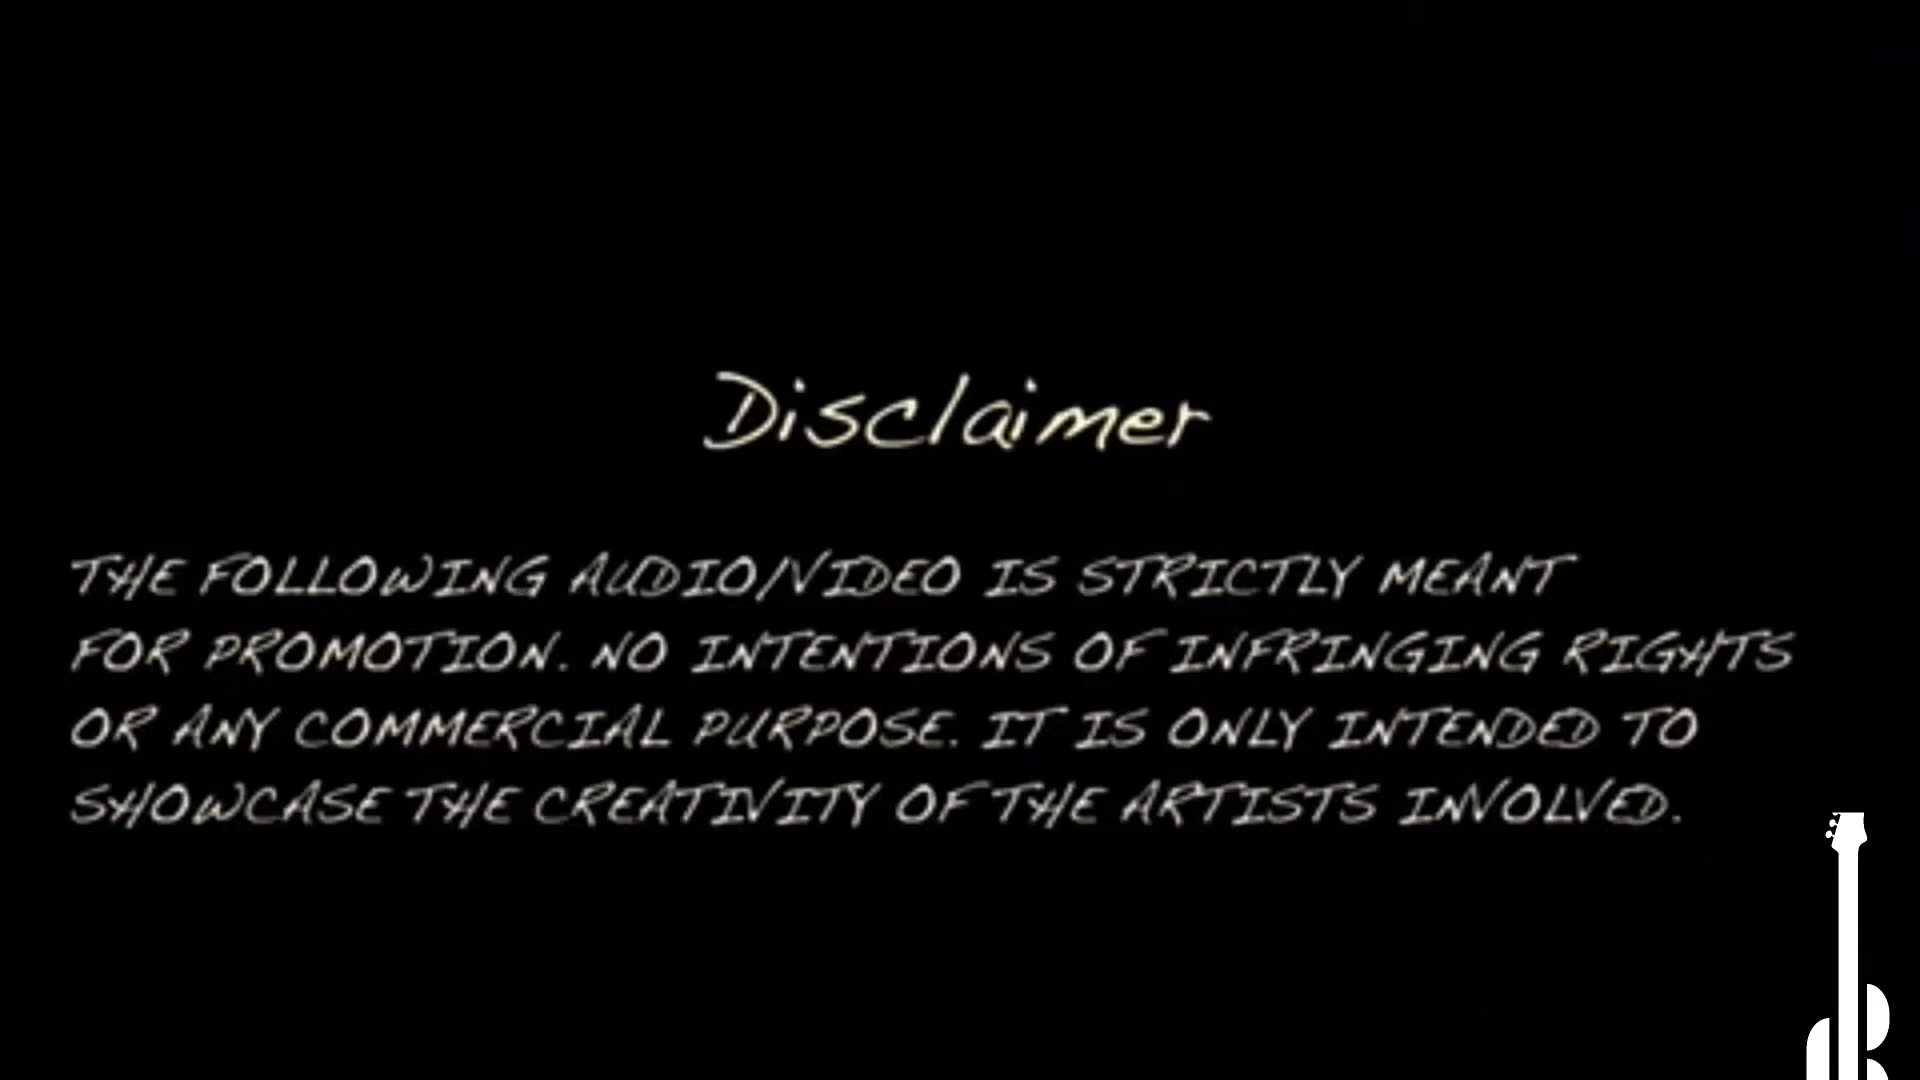 Disclaimer
THE FOLLOWING AUDIO/VIDEO IS STRICTLY MEANT
FOR PROMOTION. NO INTENTIONS OF INFRINGING RIGHTS
OR ANY COMMERCIAL PURPOSE. IT IS ONLY INTENDED TO
SHOWCASE THE CREATIVITY OF THE ARTISTS INVOLVED.